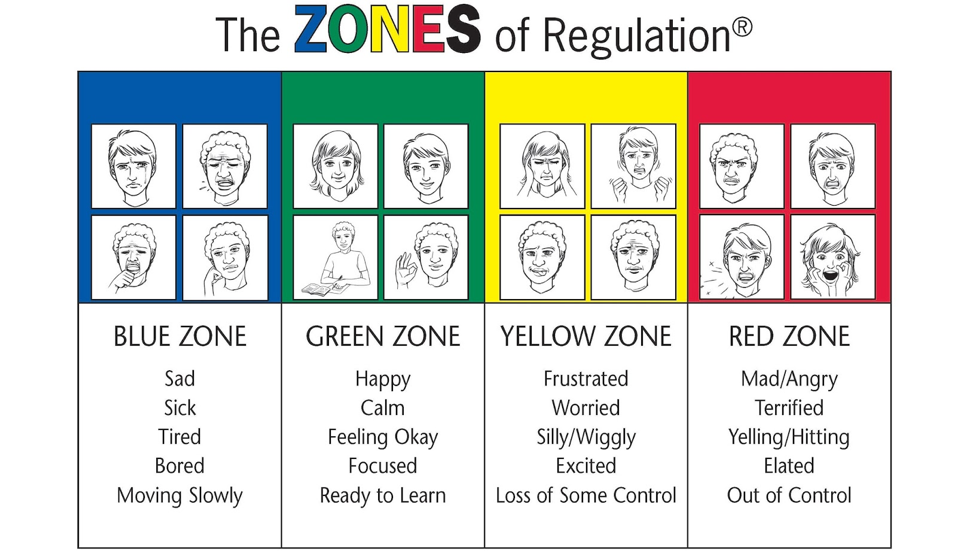 The ZONES of Regulation®
BLUE ZONE
Sad
Sick
Tired
Bored
Moving Slowly
GREEN ZONE
Happy
Calm
Feeling Okay
Focused
Ready to Learn
YELLOW ZONE
Frustrated
Worried
Silly/Wiggly
Excited
Loss of Some Control
RED ZONE
Mad/Angry
Terrified
Yelling/Hitting
Elated
Out of Control